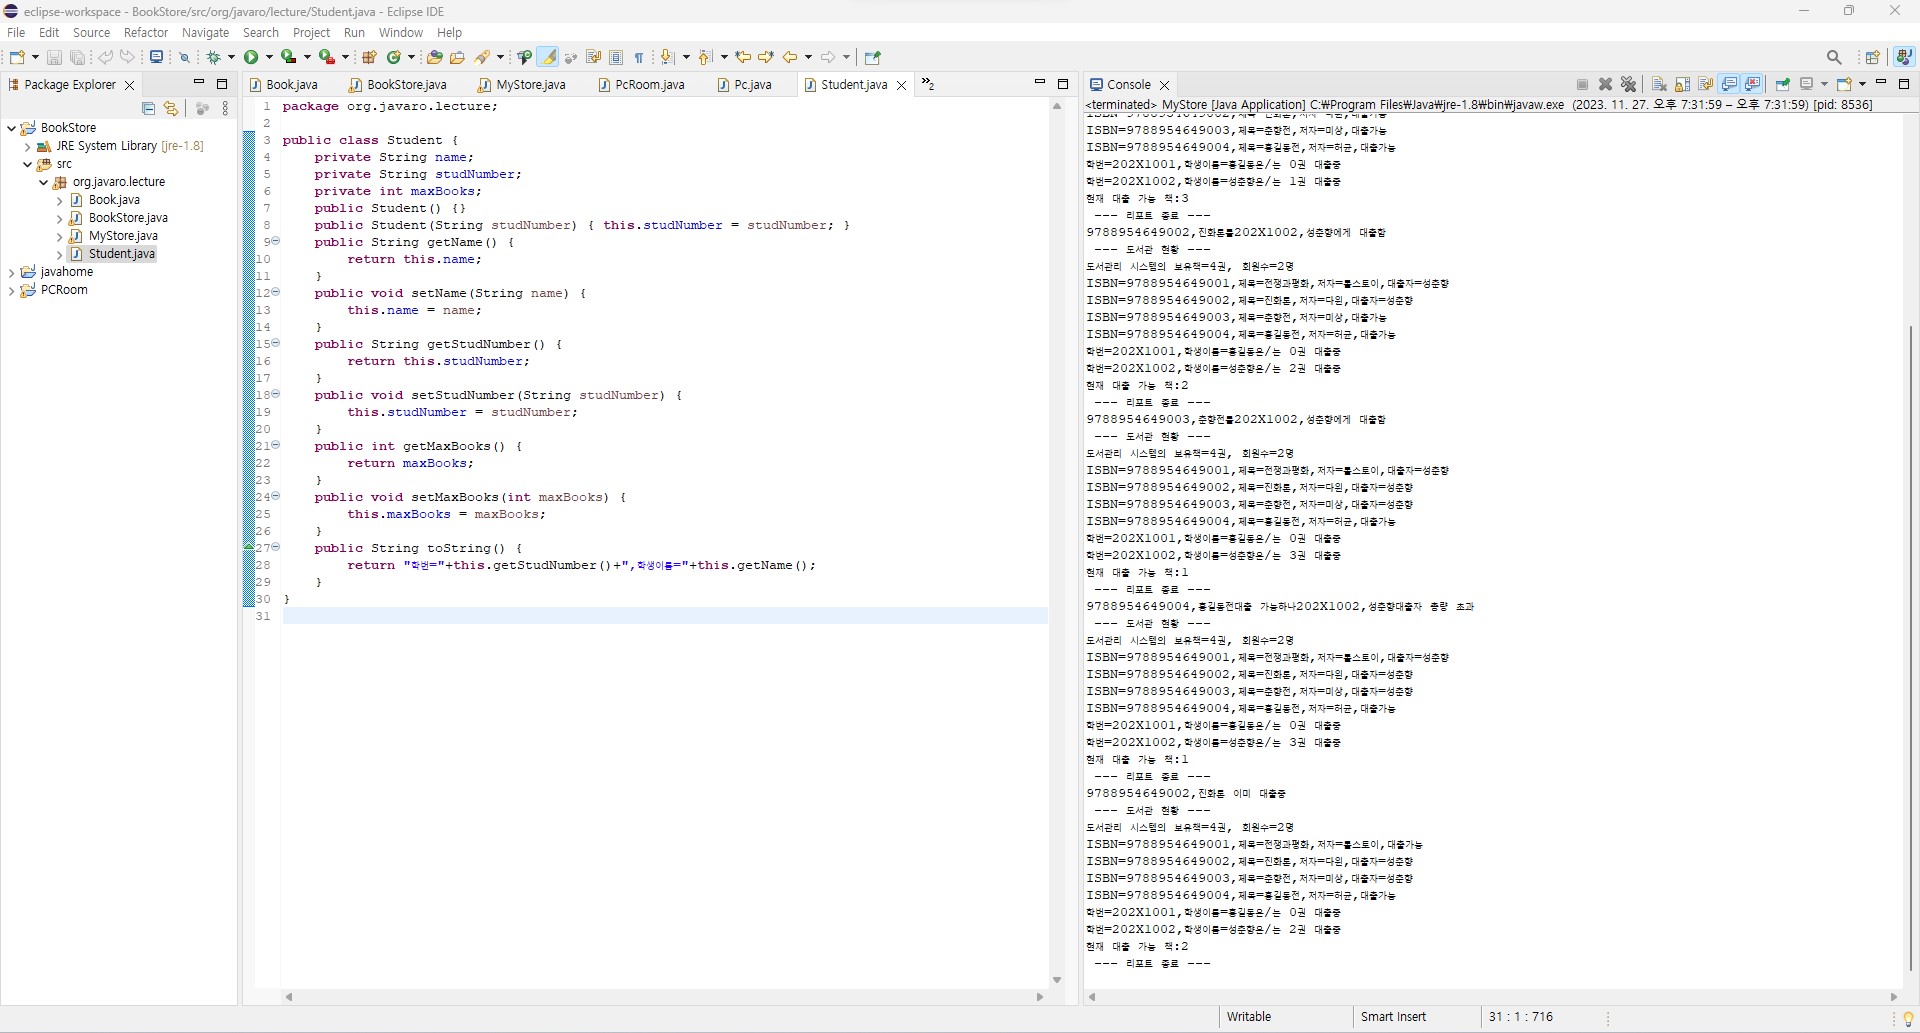 eclipse-workspace - BookStore/src/org/javaro/lecture/Student.java - Eclipse IDE
File Edit Source Refactor Navigate Search Project Run Window Help
Package Explorer
BookStore
JRE System Library [jre-1.8]
src
org.javaro.lecture
Book.java
BookStore.java
MyStore.java
Student.java
javahome
PCRoom
Book.java BookStore.java MyStore.java PcRoom.java Pc.java Student.java »2
1 package org.javaro.lecture;
2
3 public class Student {
4 private String name;
5 private String studNumber;
6 private int maxBooks;
7 public Student() {}
8 public Student(String studNumber) { this.studNumber = studNumber; }
9 public String getName() {
10 return this.name;
11 }
12 public void setName(String name) {
13 this.name = name;
14 }
15 public String getStudNumber() {
16 return this.studNumber;
17 }
18 public void setStudNumber(String studNumber) {
19 this.studNumber = studNumber;
20 }
21 public int getMaxBooks() {
22 return maxBooks;
23 }
24 public void setMaxBooks(int maxBooks) {
25 this.maxBooks = maxBooks;
26 }
27 public String toString() {
28 return "학번="+this.getStudNumber()+",학생이름="+this.getName();
29 }
30 }
31
Console
<terminated> MyStore [Java Application] C:₩Program Files₩Java₩jre-1.8₩bin₩javaw.exe (2023. 11. 27. 오후 7:31:59 – 오후 7:31:59) [pid: 8536]
ISBN=9788954649003,제목=춘향전,저자=미상,대출가능
ISBN=9788954649004,제목=홍길동전,저자=허균,대출가능
학번=202X1001,학생이름=홍길동은/는 0권 대출중
학번=202X1002,학생이름=성춘향은/는 1권 대출중
현재 대출 가능 책:3
--- 리포트 종료 ---
9788954649002,진화론를202X1002,성춘향에게 대출함
--- 도서관 현황 ---
도서관리 시스템의 보유책=4권, 회원수=2명
ISBN=9788954649001,제목=전쟁과평화,저자=톨스토이,대출자=성춘향
ISBN=9788954649002,제목=진화론,저자=다윈,대출자=성춘향
ISBN=9788954649003,제목=춘향전,저자=미상,대출가능
ISBN=9788954649004,제목=홍길동전,저자=허균,대출가능
학번=202X1001,학생이름=홍길동은/는 0권 대출중
학번=202X1002,학생이름=성춘향은/는 2권 대출중
현재 대출 가능 책:2
--- 리포트 종료 ---
9788954649003,춘향전를202X1002,성춘향에게 대출함
--- 도서관 현황 ---
도서관리 시스템의 보유책=4권, 회원수=2명
ISBN=9788954649001,제목=전쟁과평화,저자=톨스토이,대출자=성춘향
ISBN=9788954649002,제목=진화론,저자=다윈,대출자=성춘향
ISBN=9788954649003,제목=춘향전,저자=미상,대출자=성춘향
ISBN=9788954649004,제목=홍길동전,저자=허균,대출가능
학번=202X1001,학생이름=홍길동은/는 0권 대출중
학번=202X1002,학생이름=성춘향은/는 3권 대출중
현재 대출 가능 책:1
--- 리포트 종료 ---
9788954649004,홍길동전대출 가능하나202X1002,성춘향대출자 총량 초과
--- 도서관 현황 ---
도서관리 시스템의 보유책=4권, 회원수=2명
ISBN=9788954649001,제목=전쟁과평화,저자=톨스토이,대출자=성춘향
ISBN=9788954649002,제목=진화론,저자=다윈,대출자=성춘향
ISBN=9788954649003,제목=춘향전,저자=미상,대출자=성춘향
ISBN=9788954649004,제목=홍길동전,저자=허균,대출가능
학번=202X1001,학생이름=홍길동은/는 0권 대출중
학번=202X1002,학생이름=성춘향은/는 3권 대출중
현재 대출 가능 책:1
--- 리포트 종료 ---
9788954649002,진화론 이미 대출중
--- 도서관 현황 ---
도서관리 시스템의 보유책=4권, 회원수=2명
ISBN=9788954649001,제목=전쟁과평화,저자=톨스토이,대출가능
ISBN=9788954649002,제목=진화론,저자=다윈,대출자=성춘향
ISBN=9788954649003,제목=춘향전,저자=미상,대출자=성춘향
ISBN=9788954649004,제목=홍길동전,저자=허균,대출가능
학번=202X1001,학생이름=홍길동은/는 0권 대출중
학번=202X1002,학생이름=성춘향은/는 2권 대출중
현재 대출 가능 책:2
--- 리포트 종료 ---
Writable Smart Insert 31 : 1 : 716